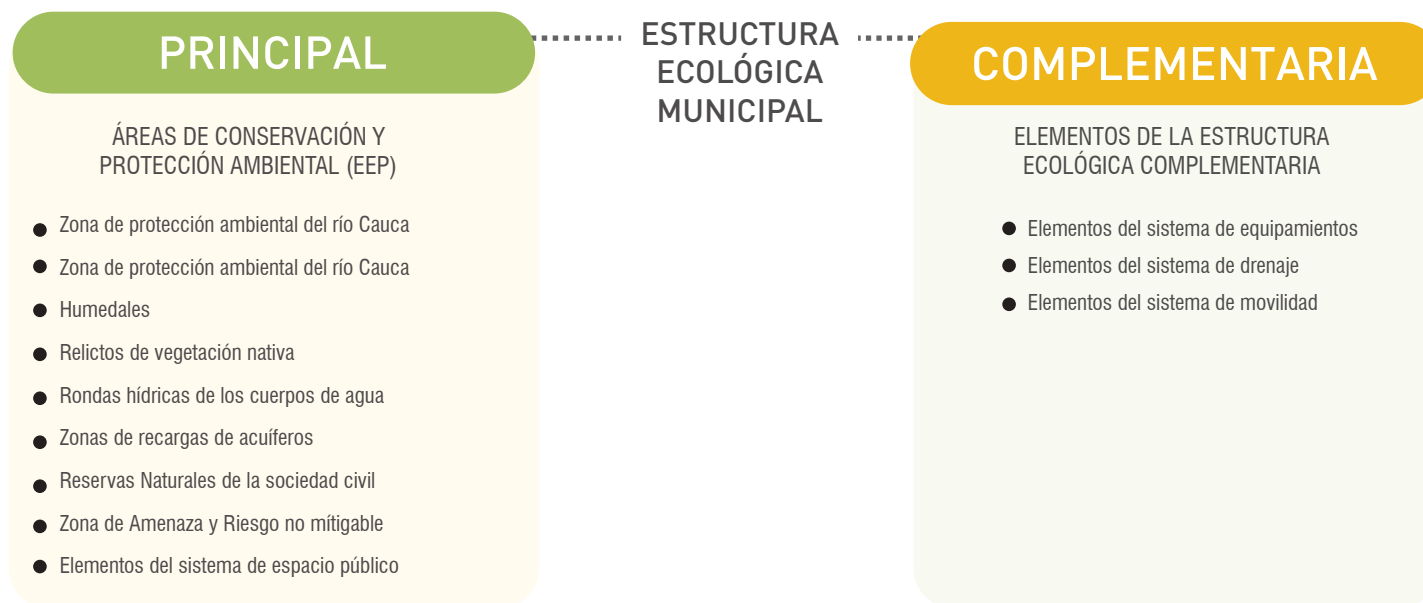 PRINCIPAL
ÁREAS DE CONSERVACIÓN Y
PROTECCIÓN AMBIENTAL (EEP)
Zona de protección ambiental del río Cauca
Zona de protección ambiental del río Cauca
Humedales
Relictos de vegetación nativa
Rondas hídricas de los cuerpos de agua
Zonas de recargas de acuíferos
Reservas Naturales de la sociedad civil
Zona de Amenaza y Riesgo no mítigable
Elementos del sistema de espacio público
ESTRUCTURA
ECOLÓGICA
MUNICIPAL
COMPLEMENTARIA
ELEMENTOS DE LA ESTRUCTURA
ECOLÓGICA COMPLEMENTARIA
Elementos del sistema de equipamientos
Elementos del sistema de drenaje
Elementos del sistema de movilidad